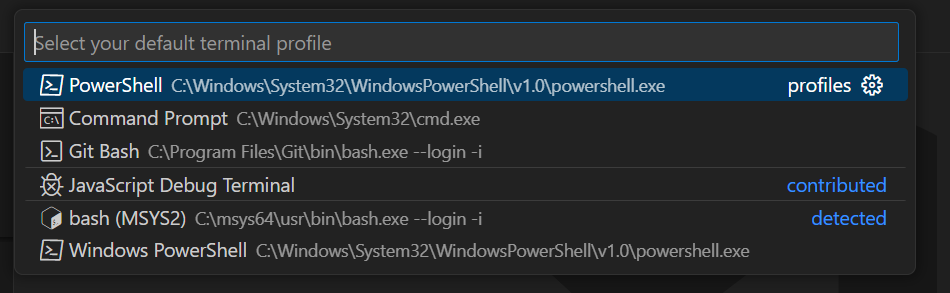 Select your default terminal profile
PowerShell C:\Windows\System32\WindowsPowerShell\v1.0\powershell.exe profiles
C:\ Command Prompt C:\Windows\System32\cmd.exe
Git Bash C:\Program Files\Git\bin\bash.exe --login -i
JavaScript Debug Terminal contributed
bash (MSYS2) C:\msys64\usr\bin\bash.exe --login -i detected
Windows PowerShell C:\Windows\System32\WindowsPowerShell\v1.0\powershell.exe